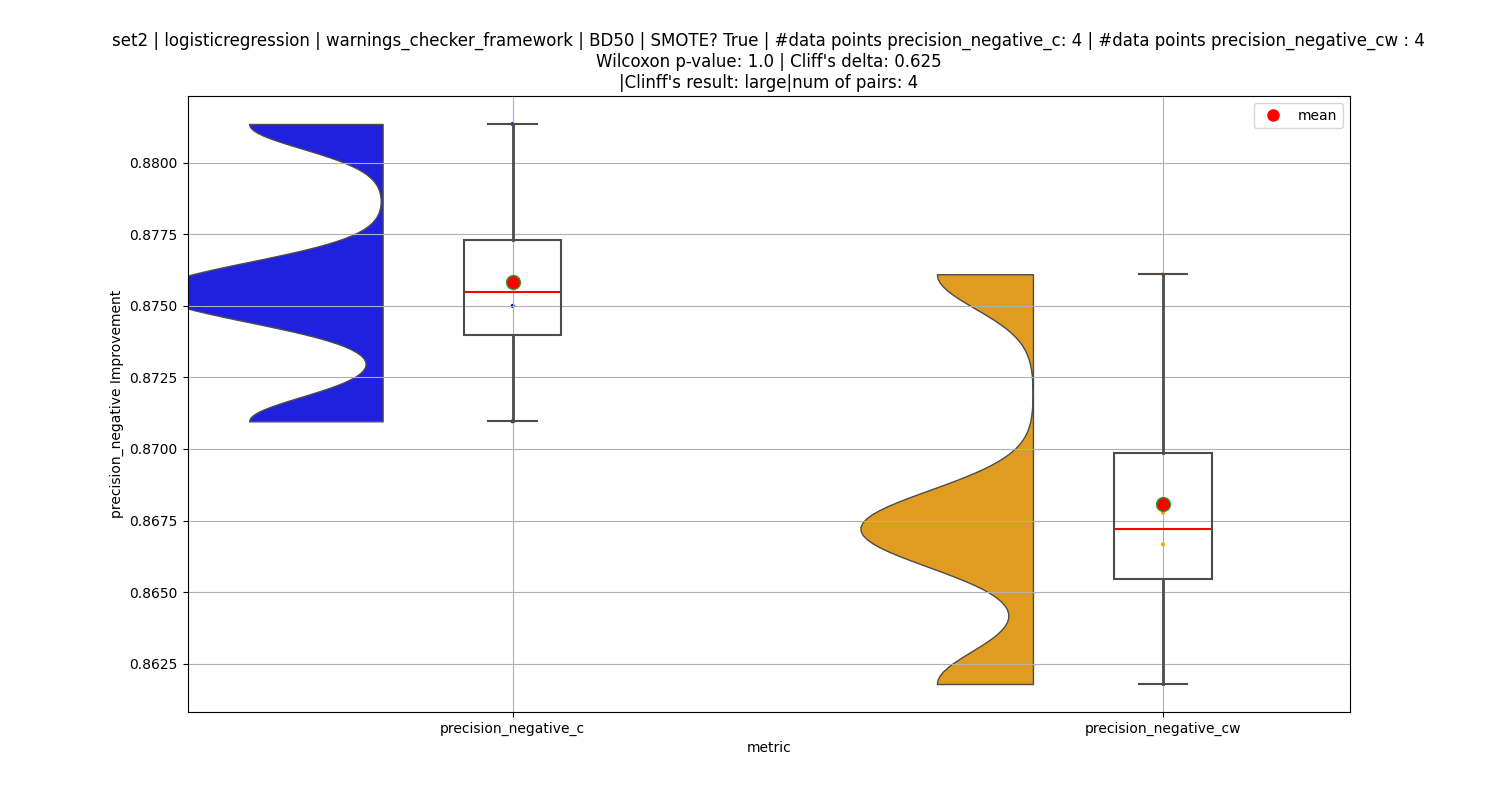 set2 | logisticregression | warnings_checker_framework | BD50 | SMOTE? True | #data points precision_negative_c: 4 | #data points precision_negative_cw : 4
Wilcoxon p-value: 1.0 | Cliff's delta: 0.625
|Clinff's result: large|num of pairs: 4
mean
0.8800
0.8775
0.8750
0.8725
0.8700
0.8675
0.8650
0.8625
precision_negative Improvement
precision_negative_c
precision_negative_cw
metric